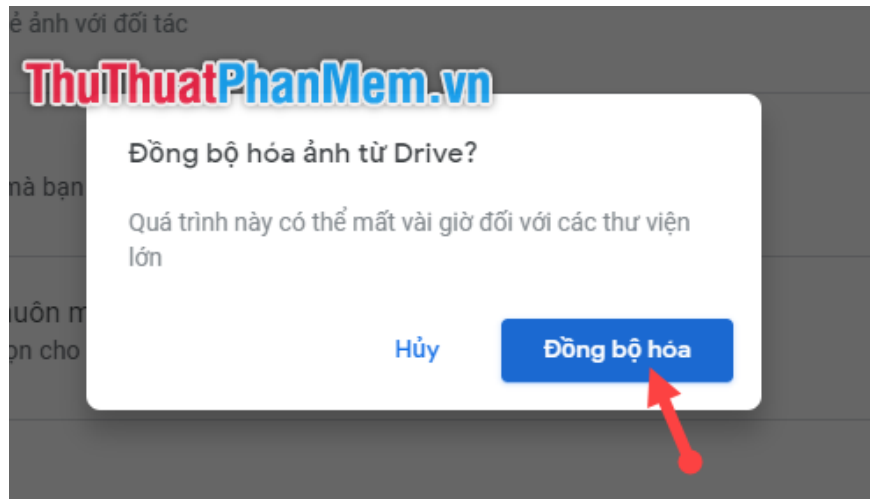 ẻ ảnh với đối tác
ThuThuatPhanMem.vn
Đồng bộ hóa ảnh từ Drive?
mà bạn
Quá trình này có thể mất vài giờ đối với các thư viện
lớn
uôn m
ọn cho
Hủy
Đồng bộ hóa